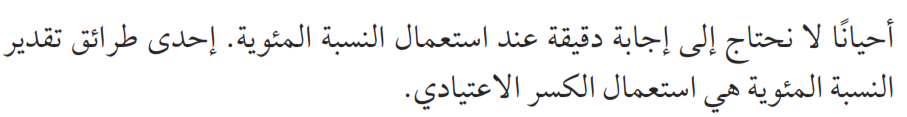 أحيانًا لا نحتاج إلى إجابة دقيقة عند استعمال النسبة المئوية. إحدى طرائق تقدير
النسبة المئوية هي استعمال الكسر الاعتيادي.